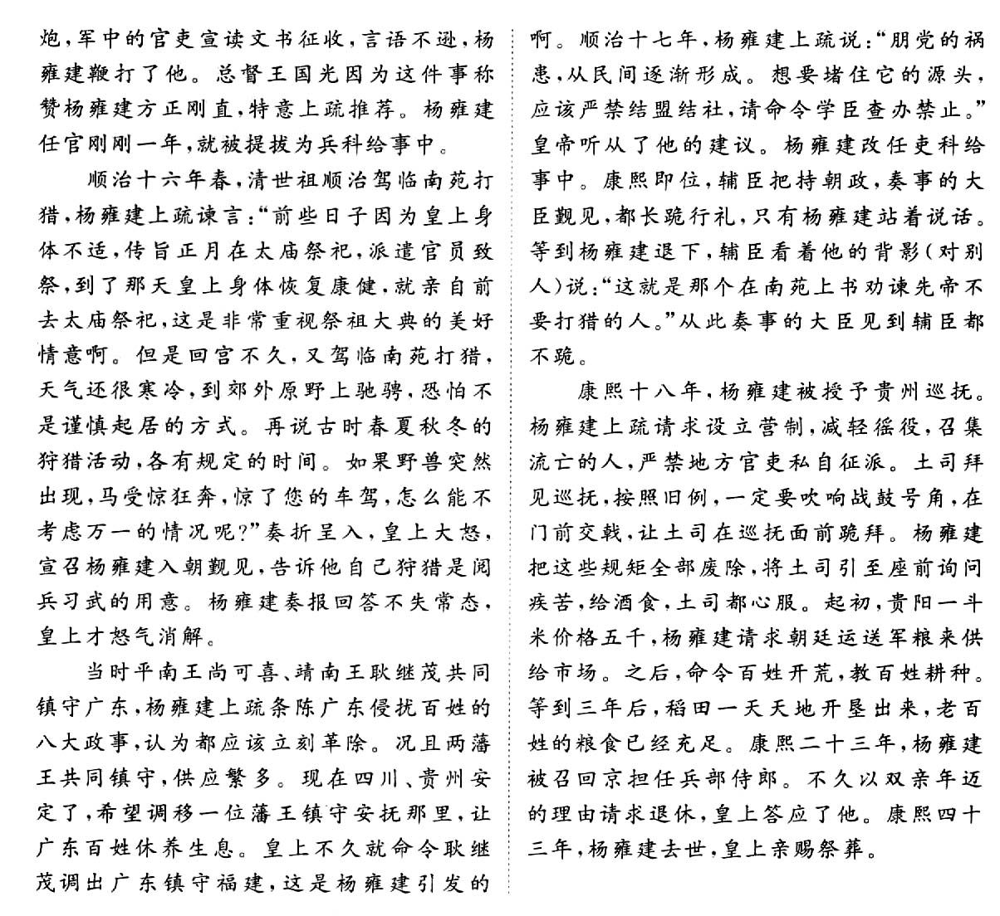 炮,军中的官吏宣读文书征收,言语不逊,杨
雍建鞭打了他。总督王国光因为这件事称
赞杨雍建方正刚直,特意上疏推荐。杨雍建
任官刚刚一年,就被提拔为兵科给事中。
顺治十六年春,清世祖顺治驾临南苑打
猎,杨雍建上疏谏言:“前些日子因为皇上身
体不适,传旨正月在太庙祭祀,派遣官员致
祭,到了那天皇上身体恢复康健,就亲自前
去太庙祭祀,这是非常重视祭祖大典的美好
情意啊。但是回宫不久,又驾临南苑打猎,
天气还很寒冷,到郊外原野上驰骋,恐怕不
是谨慎起居的方式。再说古时春夏秋冬的
狩猎活动,各有规定的时间。如果野兽突然
出现,马受惊狂奔,惊了您的车驾,怎么能不
考虑万一的情况呢?”奏折呈入,皇上大怒,
宣召杨雍建入朝觐见,告诉他自己狩猎是阅
兵习武的用意。杨雍建奏报回答不失常态,
皇上才怒气消解。
当时平南王尚可喜、靖南王耿继茂共同
镇守广东,杨雍建上疏条陈广东侵扰百姓的
八大政事,认为都应该立刻革除。况且两藩
王共同镇守,供应繁多。现在四川、贵州安
定了,希望调移一位藩王镇守安抚那里,让
广东百姓休养生息。皇上不久就命令耿继
茂调出广东镇守福建,这是杨雍建引发的
啊。顺治十七年,杨雍建上疏说:“朋党的祸
患,从民间逐渐形成。想要堵住它的源头,
应该严禁结盟结社,请命令学臣查办禁止。”
皇帝听从了他的建议。杨雍建改任吏科给
事中。康熙即位,辅臣把持朝政,奏事的大
臣觐见,都长跪行礼,只有杨雍建站着说话。
等到杨雍建退下,辅臣看着他的背影(对别
人)说:“这就是那个在南苑上书劝谏先帝不
要打猎的人。”从此奏事的大臣见到辅臣都
不跪。
康熙十八年,杨雍建被授予贵州巡抚。
杨雍建上疏请求设立营制,减轻徭役,召集
流亡的人,严禁地方官吏私自征派。土司拜
见巡抚,按照旧例,一定要吹响战鼓号角,在
门前交戟,让土司在巡抚面前跪拜。杨雍建
把这些规矩全部废除,将土司引至座前询问
疾苦,给酒食,土司都心服。起初,贵阳一斗
米价格五千,杨雍建请求朝廷运送军粮来供
给市场。之后,命令百姓开荒,教百姓耕种。
等到三年后,稻田一天天地开垦出来,老百
姓的粮食已经充足。康熙二十三年,杨雍建
被召回京担任兵部侍郎。不久以双亲年迈
的理由请求退休,皇上答应了他。康熙四十
三年,杨雍建去世,皇上亲赐祭葬。